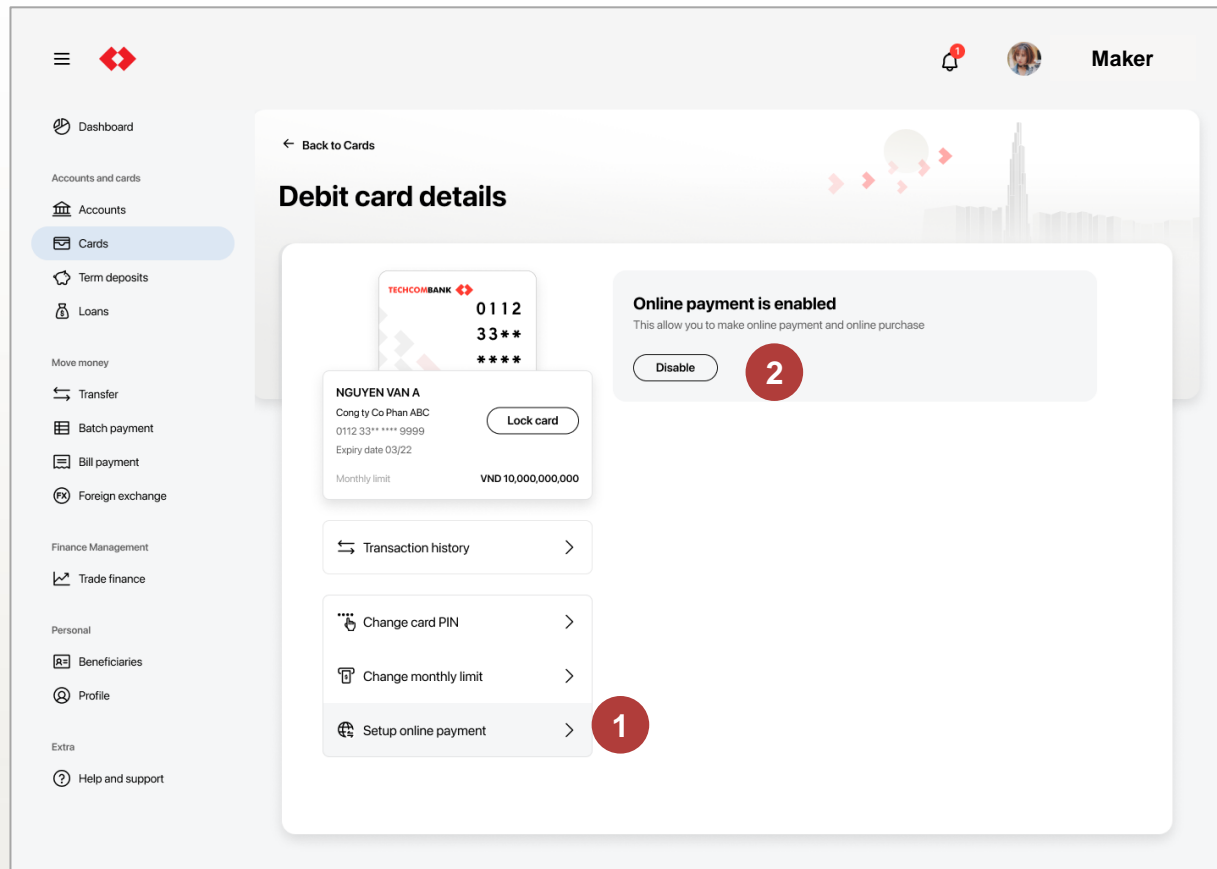 1
Maker
Dashboard
Accounts and cards
Accounts
Cards
Term deposits
Loans
Move money
Transfer
Batch payment
Bill payment
FX Foreign exchange
Finance Management
Trade finance
Personal
Beneficiaries
Profile
Extra
Help and support
Back to Cards
Debit card details
TECHCOMBANK
0112
33**
****
NGUYEN VAN A
Cong ty Co Phan ABC
0112 33** **** 9999
Expiry date 03/22
Lock card
Monthly limit VND 10,000,000,000
Transaction history
Change card PIN
Change monthly limit
Setup online payment
1
Online payment is enabled
This allow you to make online payment and online purchase
Disable
2